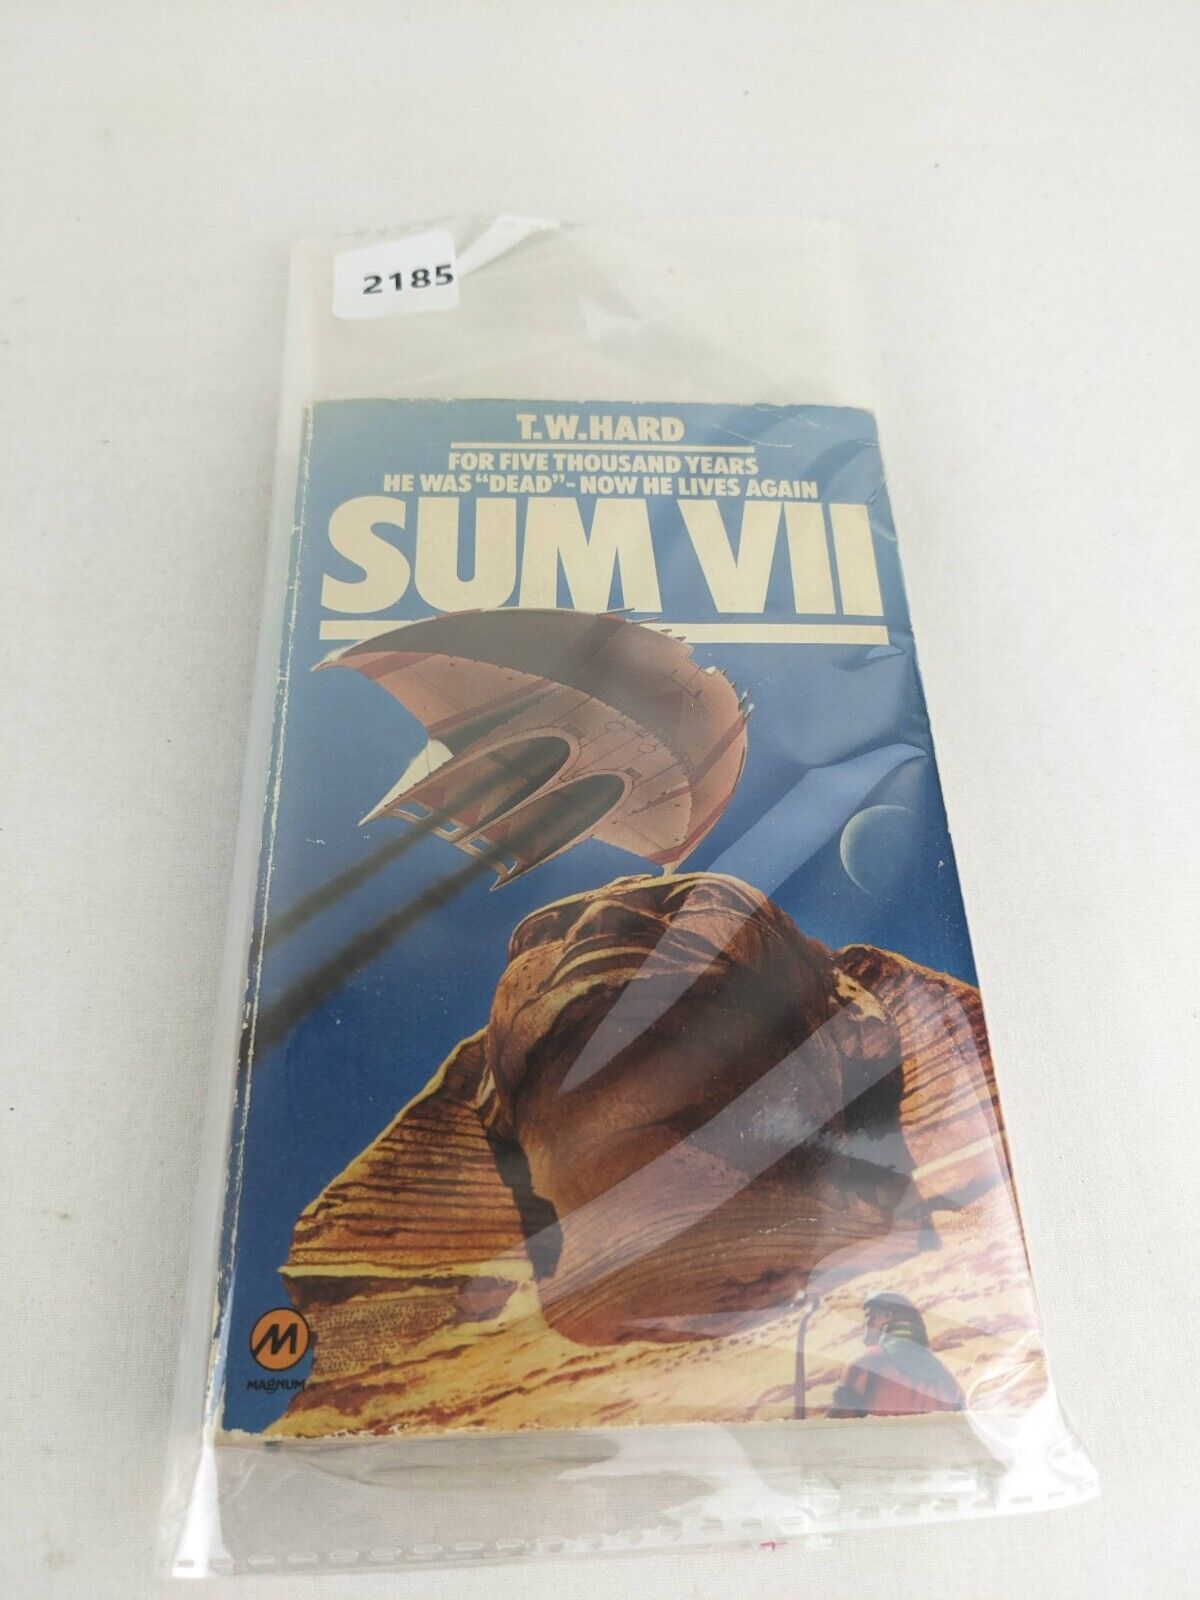 2185
T.W.HARD
FOR FIVE THOUSAND YEARS
HE WAS “DEAD”-NOW HE LIVES AGAIN
SUM VII
M
MAGNUM